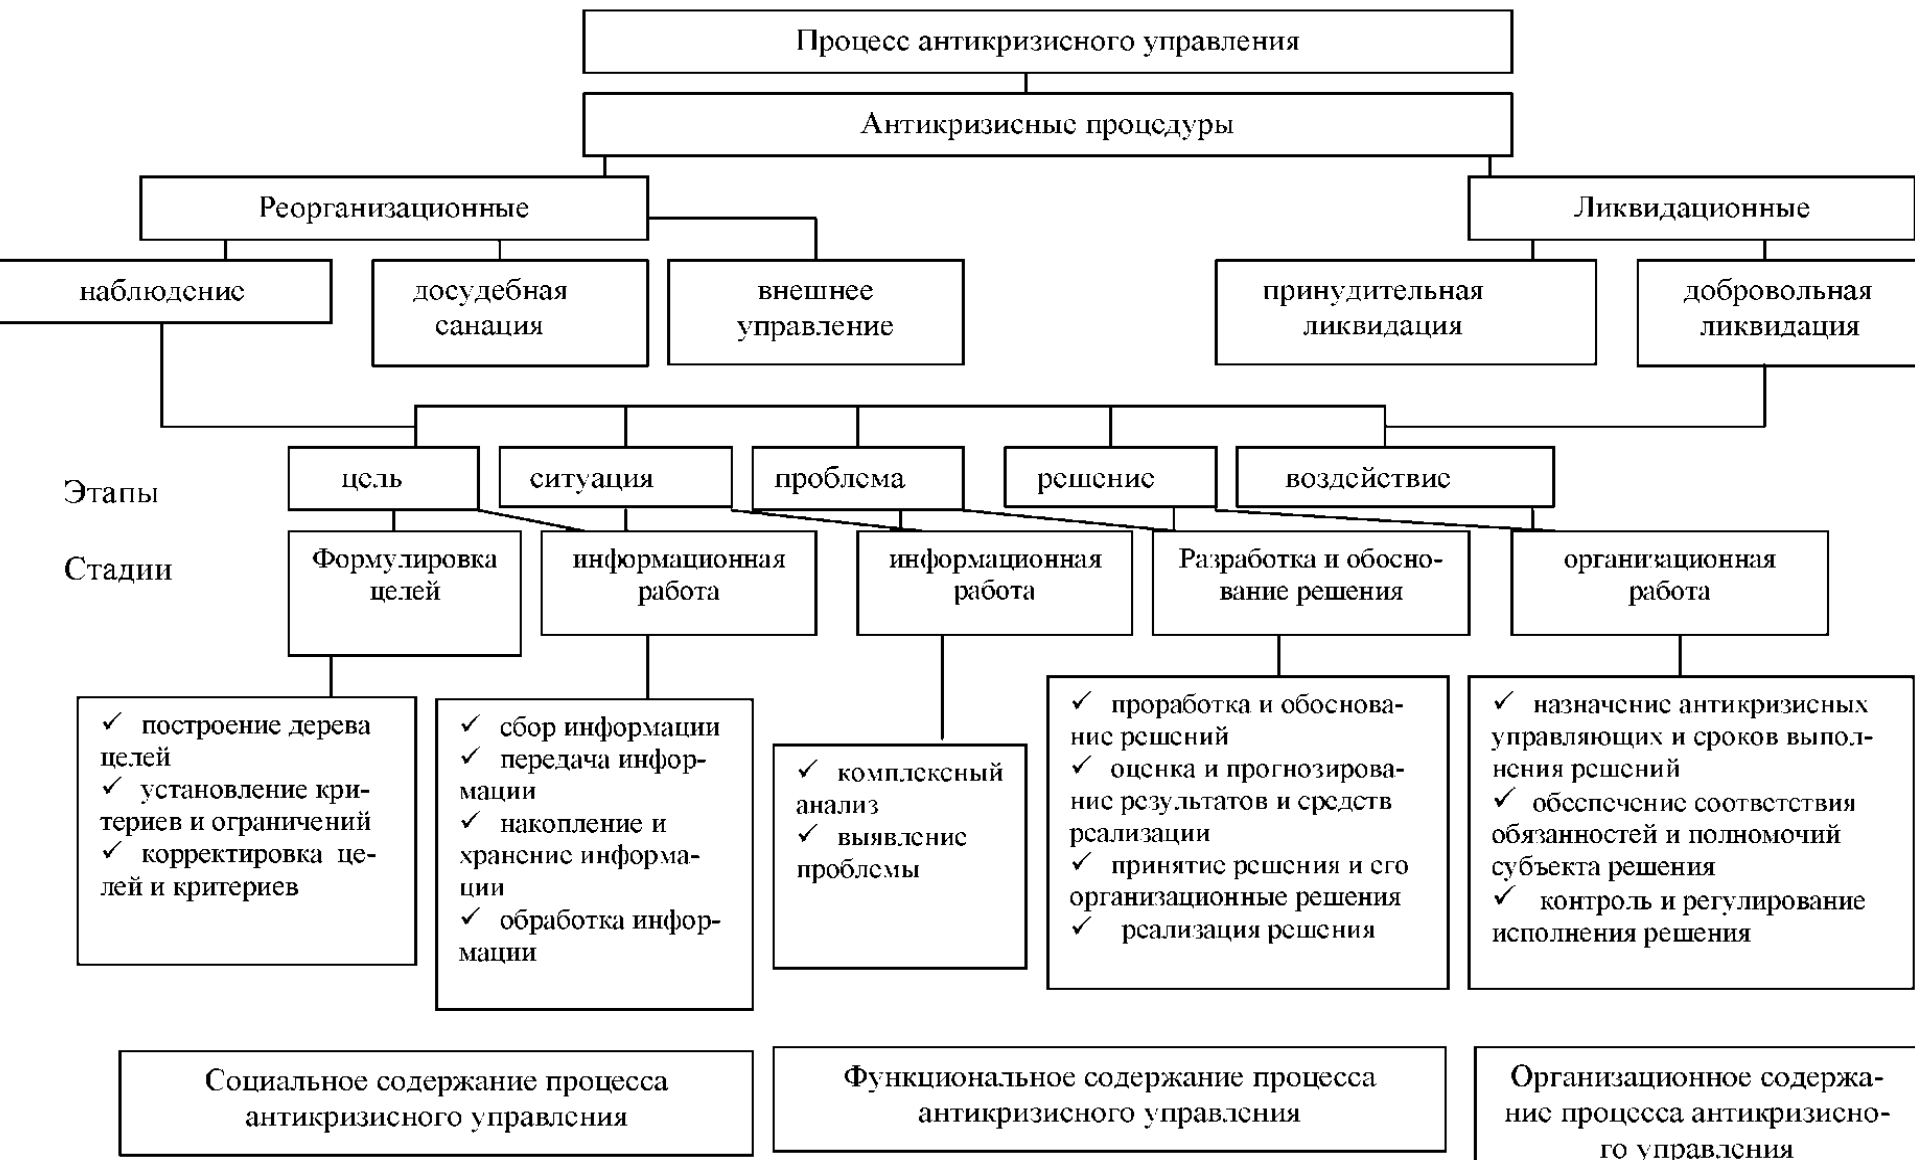 Процесс антикризисного управления
Антикризисные процедуры
Реорганизационные
Ликвидационные
наблюдение
досудебная
санация
внешнее
управление
принудительная
ликвидация
добровольная
ликвидация
Этапы
цель
ситуация
проблема
решение
воздействие
Стадии
Формулировка
целей
информационная
работа
информационная
работа
Разработка и обосно-
вание решения
организационная
работа
✓ построение дерева
целей
✓ установление кри-
териев и ограничений
✓ корректировка це-
лей и критериев
✓ сбор информации
✓ передача инфор-
мации
✓ накопление и
хранение информа-
ции
✓ обработка инфор-
мации
✓ комплексный
анализ
✓ выявление
проблемы
✓ проработка и обоснова-
ние решений
✓ оценка и прогнозирова-
ние результатов и средств
реализации
✓ принятие решения и его
организационные решения
✓ реализация решения
✓ назначение антикризисных
управляющих и сроков выпол-
нения решений
✓ обеспечение соответствия
обязанностей и полномочий
субъекта решения
✓ контроль и регулирование
исполнения решения
Социальное содержание процесса
антикризисного управления
Функциональное содержание процесса
антикризисного управления
Организационное содержа-
ние процесса антикризисно-
го управления